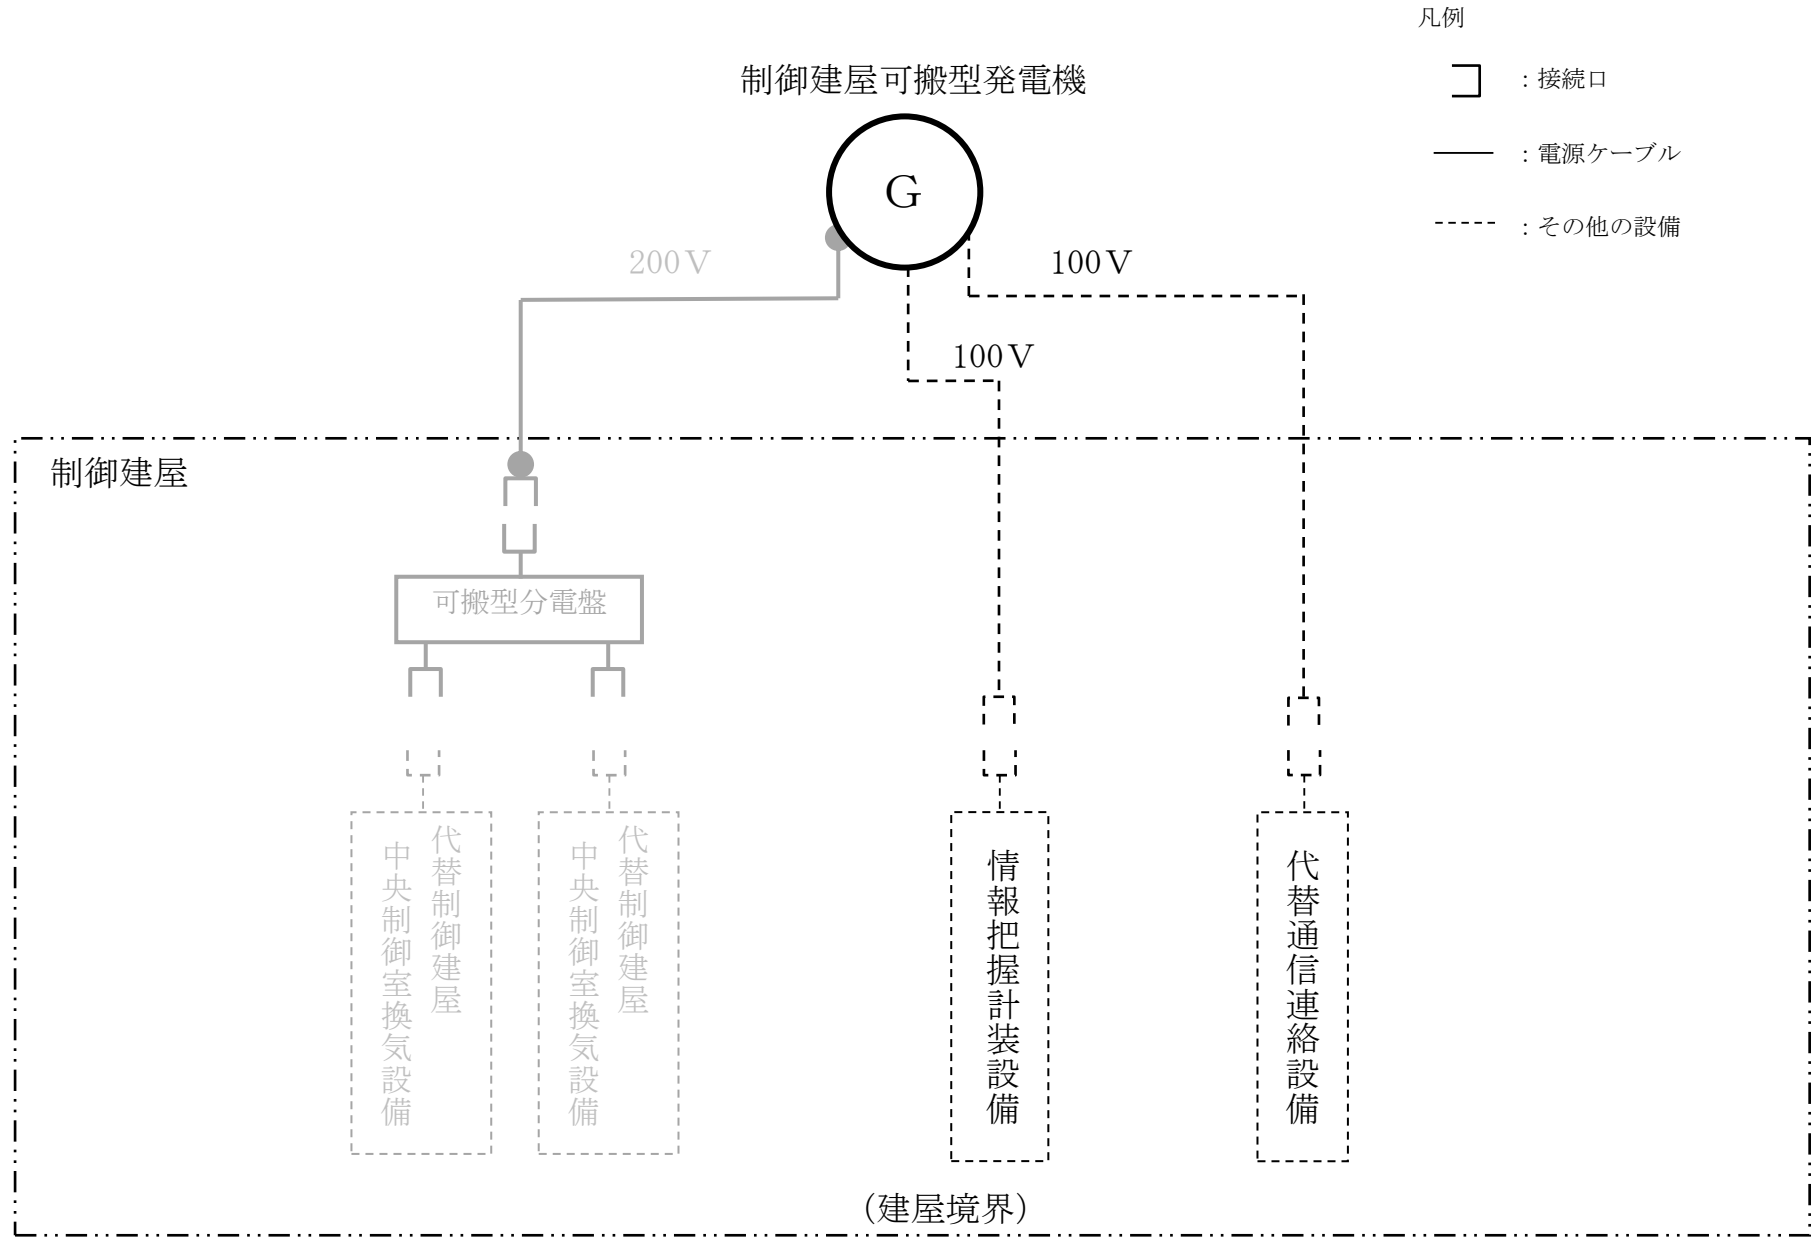 凡例
：接続口
：電源ケーブル
：その他の設備
制御建屋可搬型発電機
G
200V
100V
100V
制御建屋
可搬型分電盤
代替制御建屋
中央制御室換気設備
代替制御建屋
中央制御室換気設備
情報把握計装設備
代替通信連絡設備
（建屋境界）